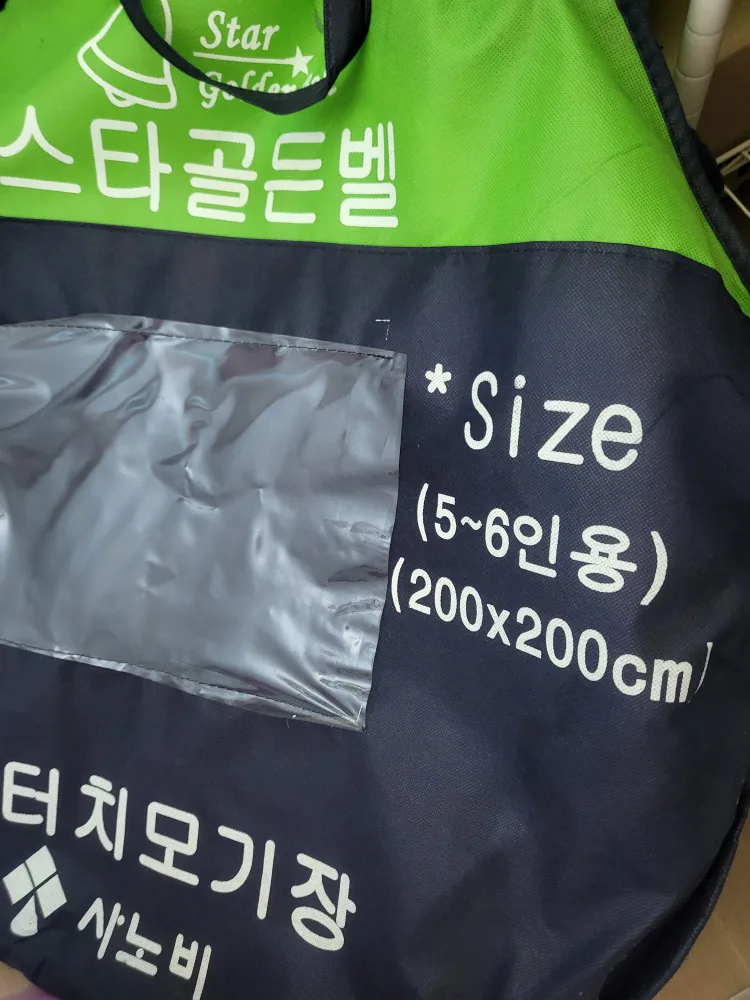 Star
Golden
스타골든벨
*Size
(5~6인용)
(200x200cm)
터치모기장
사노비